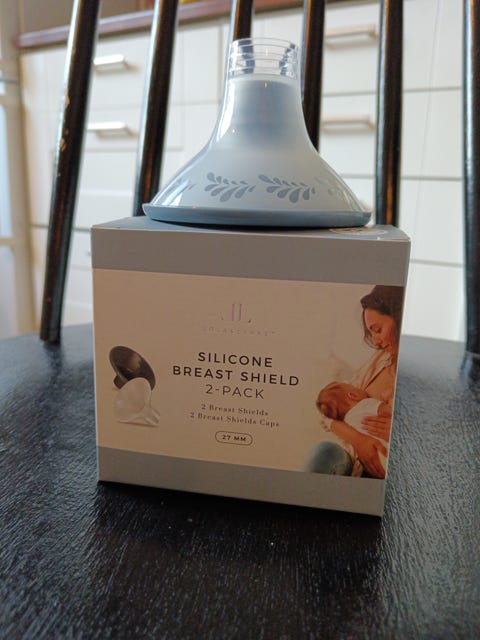 SILICONE
BREAST SHIELD
2-PACK
2 Breast Shields
2 Breast Shields Caps
27 MM